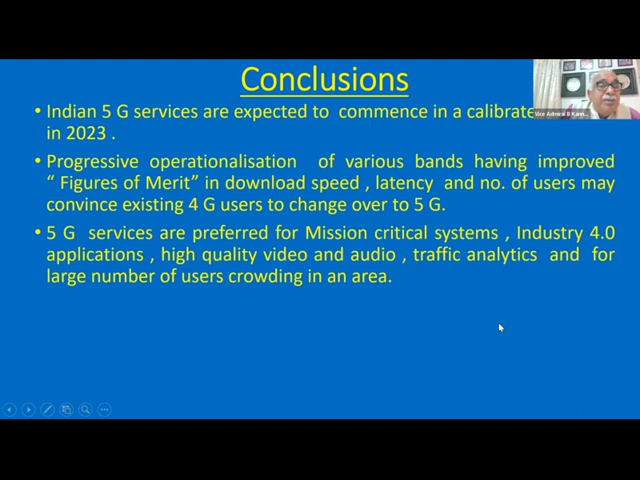 Conclusions
• Indian 5 G services are expected to commence in a calibrate
in 2023 .
• Progressive operationalisation of various bands having improved
“ Figures of Merit” in download speed , latency and no. of users may
convince existing 4 G users to change over to 5 G.
• 5 G services are preferred for Mission critical systems , Industry 4.0
applications , high quality video and audio , traffic analytics and for
large number of users crowding in an area.
Vice Admiral B Kann...